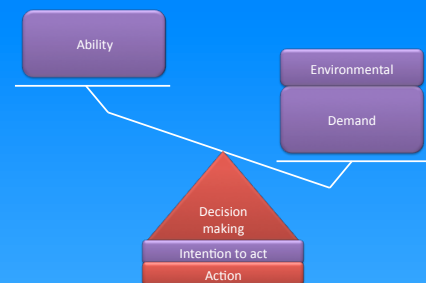 Ability
Environmental
Demand
Decision
making
Intention to act
Action